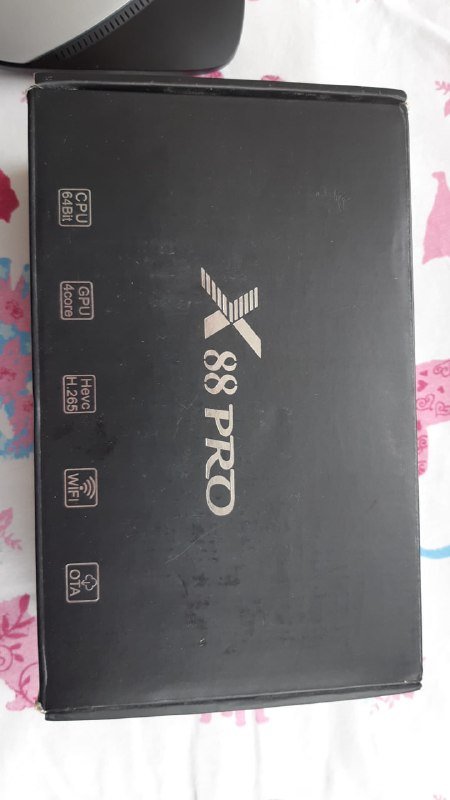 X 88 PRO
CPU
64Bit
GPU
4core
Hevc
H.265
WiFi
OTA